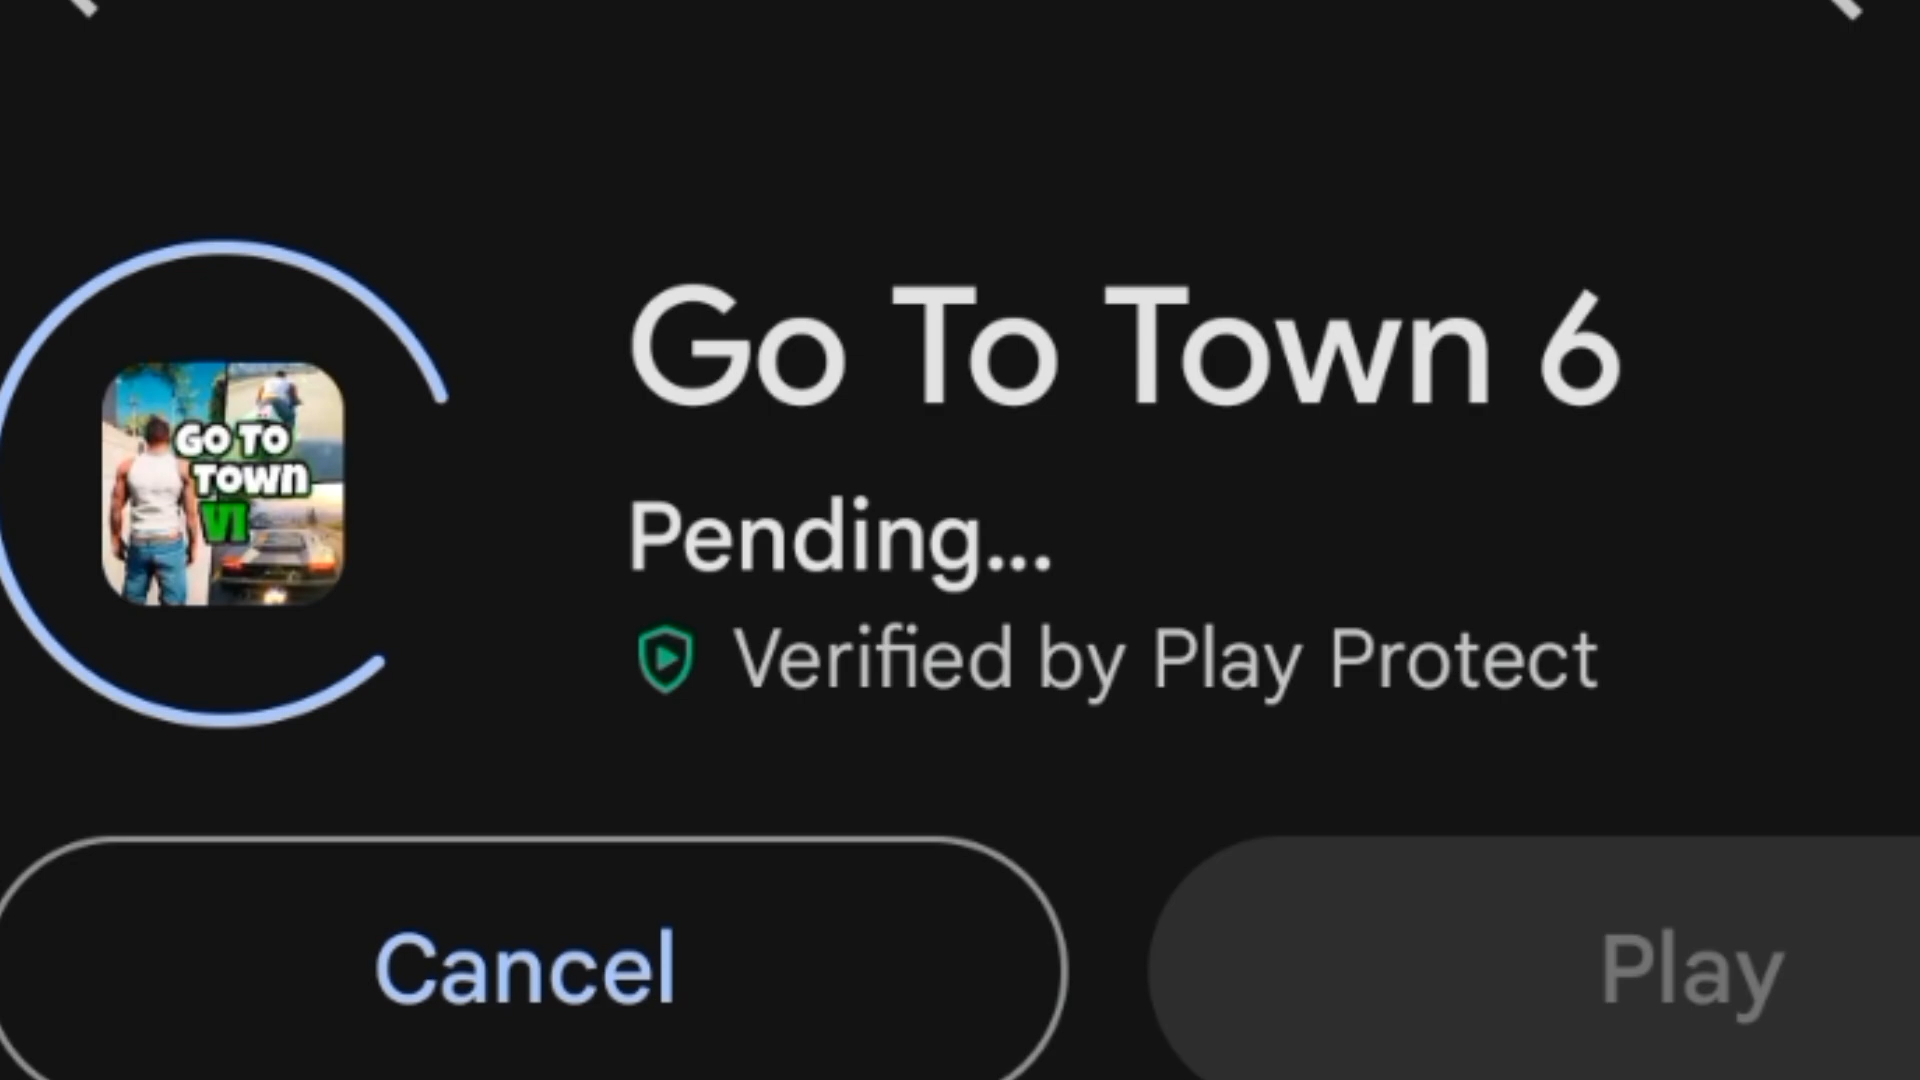 Go To Town 6
GO TO
TOWN
VI
Pending...
Verified by Play Protect
Cancel
Play